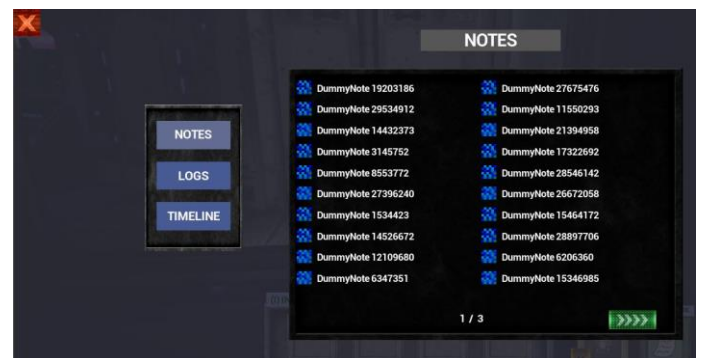 X
NOTES
NOTES
LOGS
TIMELINE
DummyNote 19203186
DummyNote 29534912
DummyNote 14432373
DummyNote 3145752
DummyNote 8553772
DummyNote 27396240
DummyNote 1534423
DummyNote 14526672
DummyNote 12109680
DummyNote 6347351
DummyNote 27675476
DummyNote 11550293
DummyNote 21394958
DummyNote 17322692
DummyNote 28546142
DummyNote 26672058
DummyNote 15464172
DummyNote 28897706
DummyNote 6206360
DummyNote 15346985
1 / 3